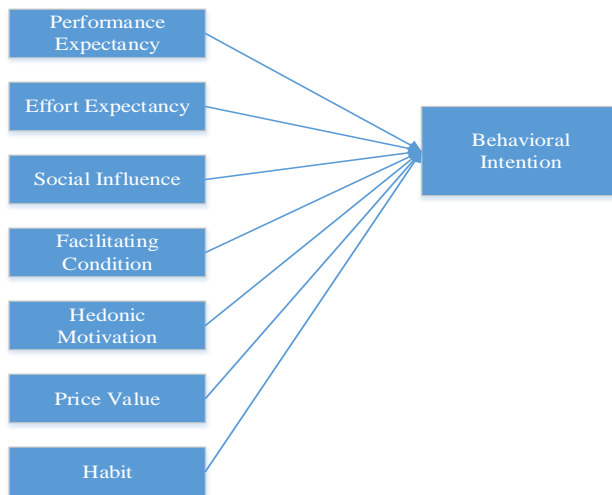 Performance
Expectancy
Effort Expectancy
Social Influence
Facilitating
Condition
Hedonic
Motivation
Price Value
Habit
Behavioral
Intention